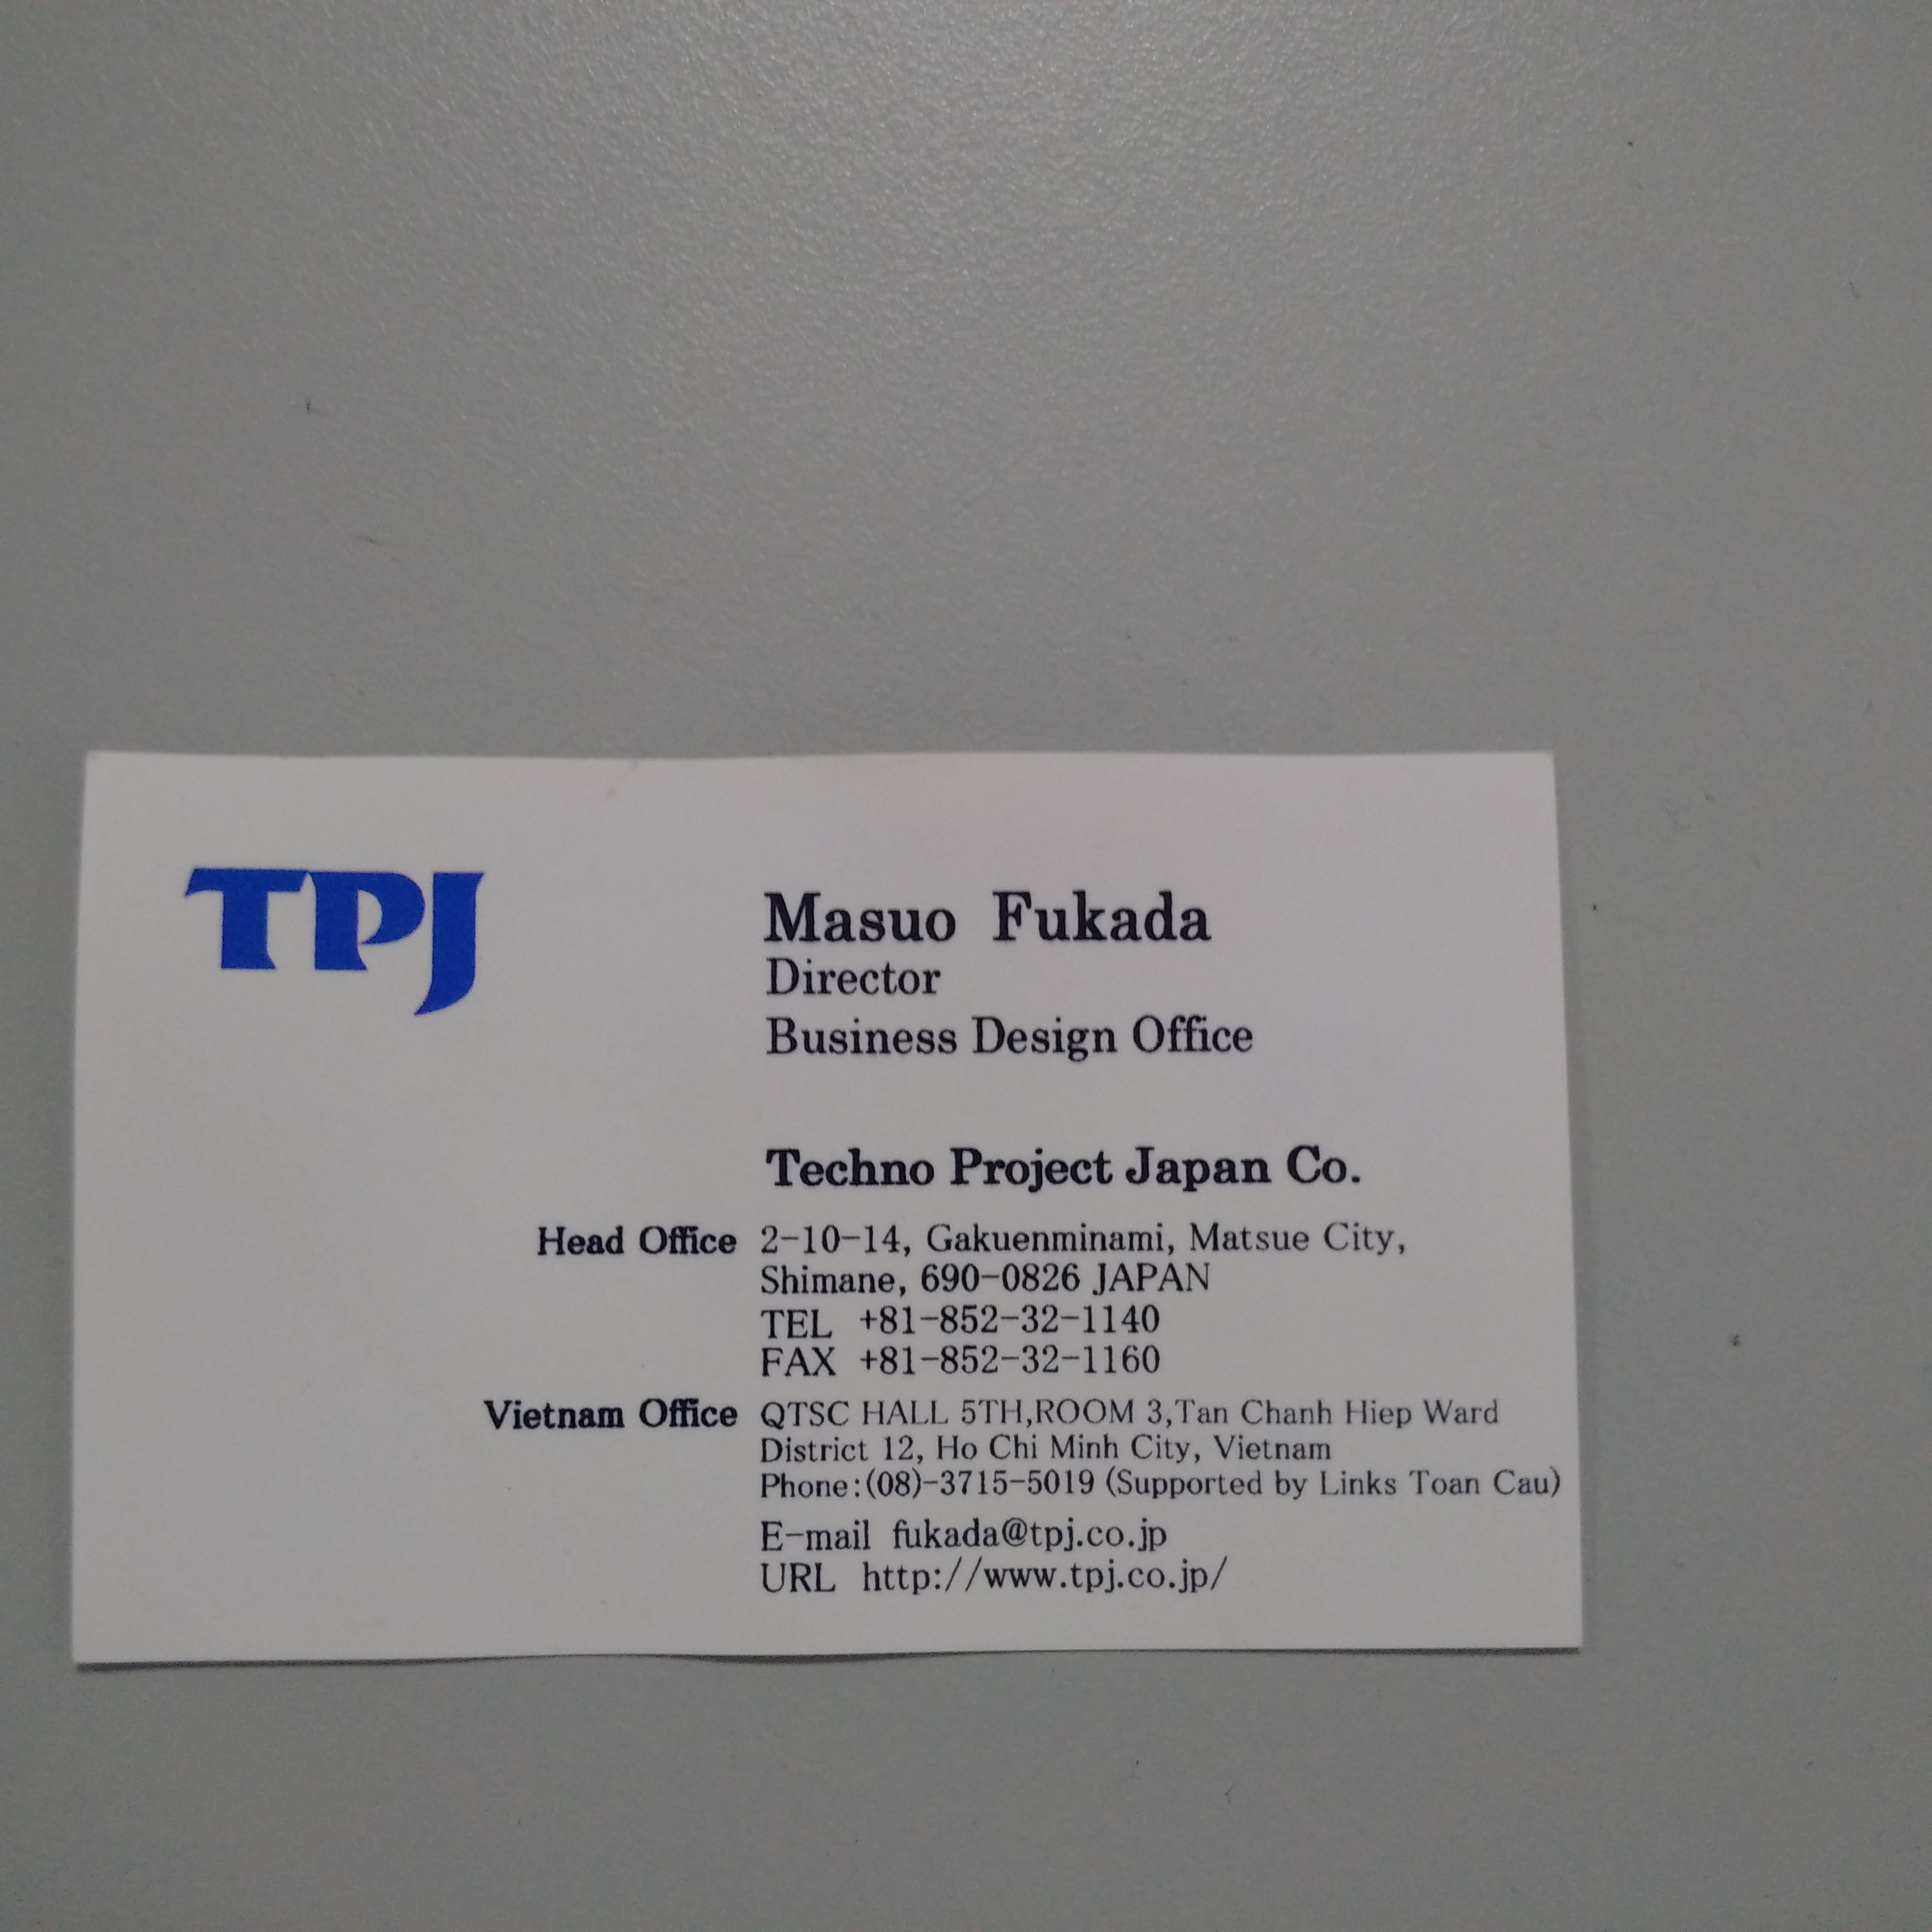 TPJ
Masuo Fukada
Director
Business Design Office
Techno Project Japan Co.
Head Office 2-10-14, Gakuenminami, Matsue City,
Shimane, 690-0826 JAPAN
TEL +81-852-32-1140
FAX +81-852-32-1160
Vietnam Office QTSC HALL 5TH,ROOM 3,Tan Chanh Hiep Ward
District 12, Ho Chi Minh City, Vietnam
Phone:(08)-3715-5019 (Supported by Links Toan Cau)
E-mail fukada@tpj.co.jp
URL http://www.tpj.co.jp/